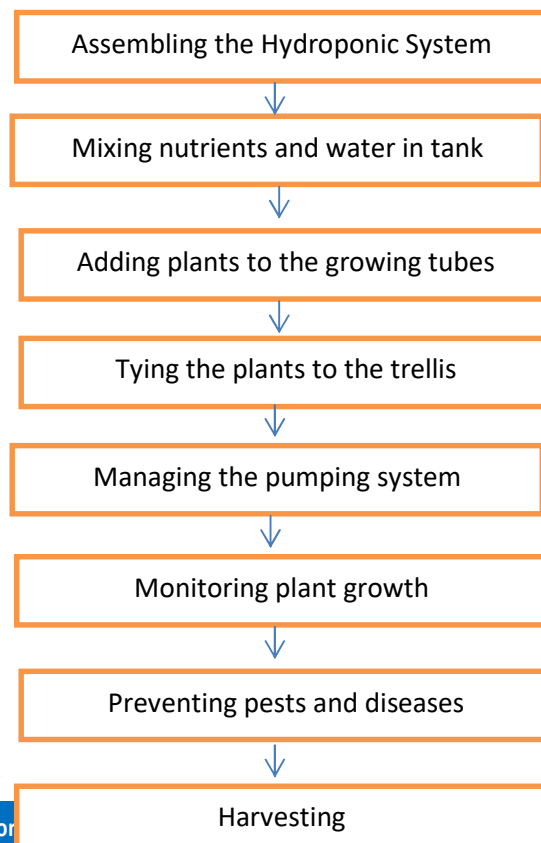 Assembling the Hydroponic System
Mixing nutrients and water in tank
Adding plants to the growing tubes
Tying the plants to the trellis
Managing the pumping system
Monitoring plant growth
Preventing pests and diseases
Harvesting